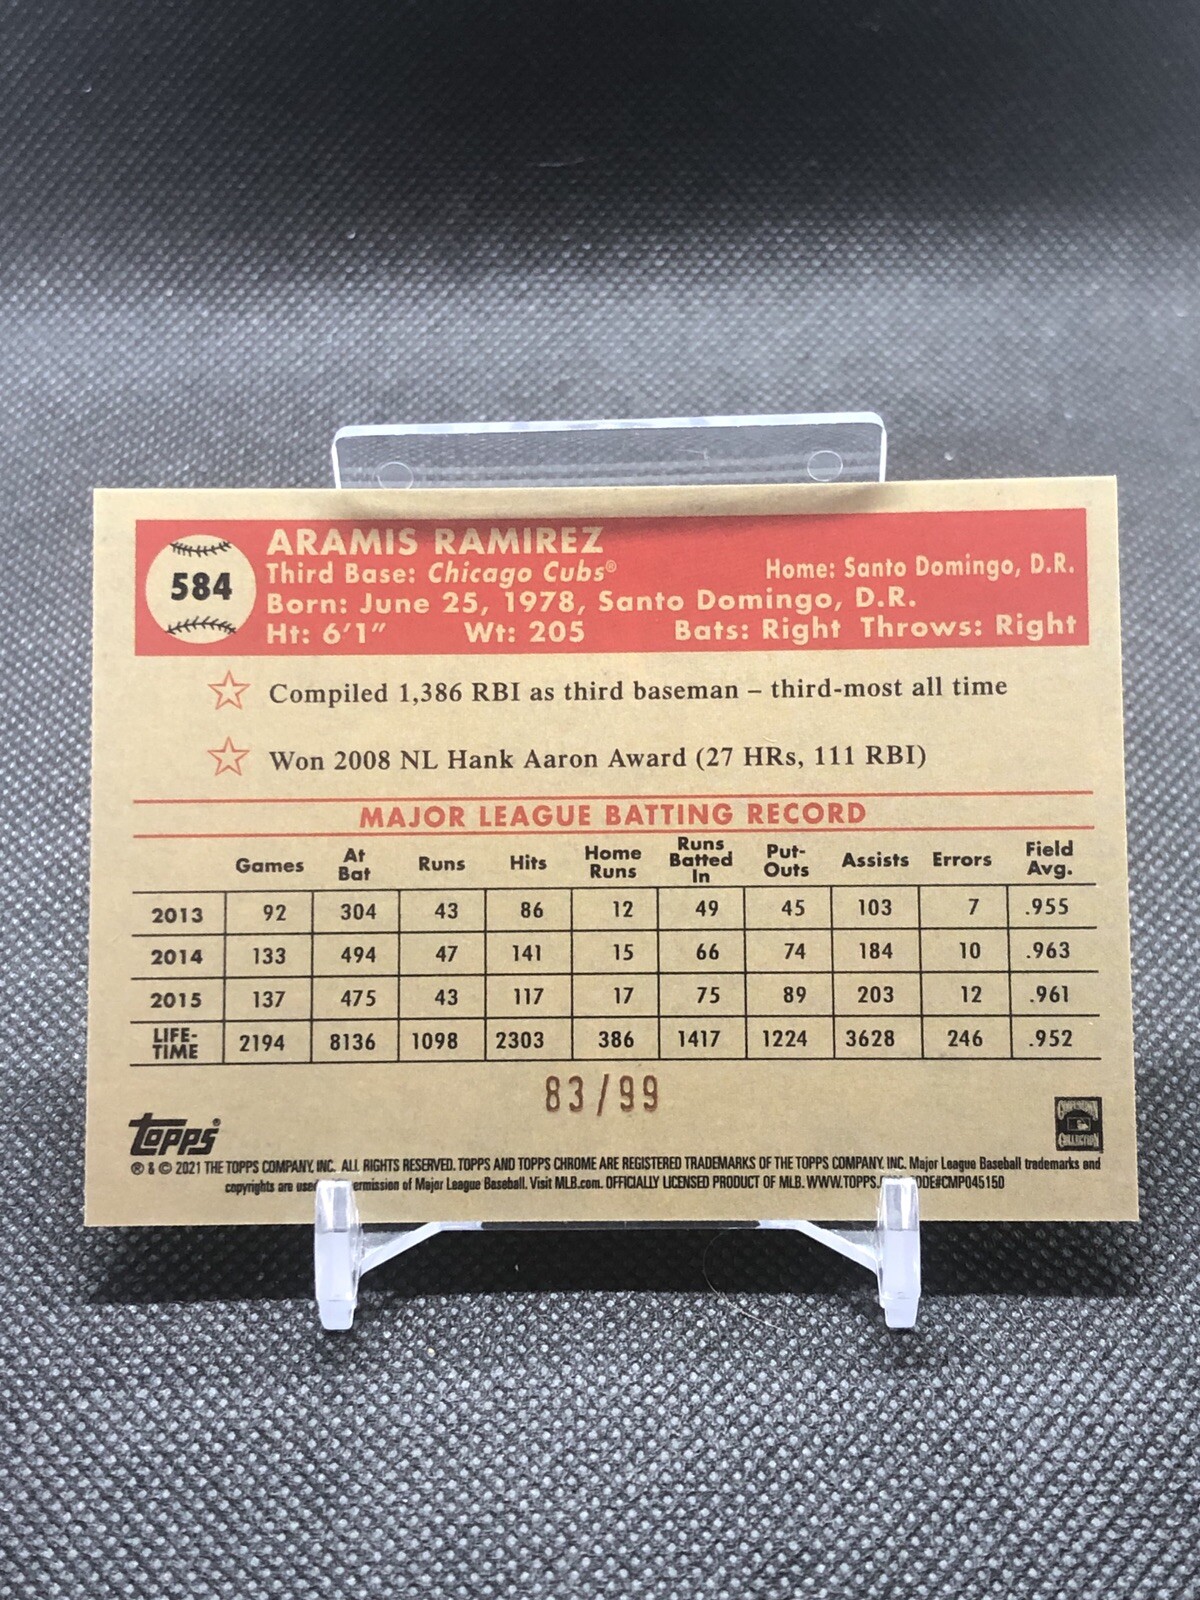 584
ARAMIS RAMIREZ
Third Base: Chicago Cubs®
Home: Santo Domingo, D.R.
Born: June 25, 1978, Santo Domingo, D.R.
Ht: 6'1" Wt: 205 Bats: Right Throws: Right
Compiled 1,386 RBI as third baseman – third-most all time
Won 2008 NL Hank Aaron Award (27 HRs, 111 RBI)
MAJOR LEAGUE BATTING RECORD
Games At Bat Runs Hits Home Runs Runs Batted In Put-Outs Assists Errors Field Avg.
2013 92 304 43 86 12 49 45 103 7 .955
2014 133 494 47 141 15 66 74 184 10 .963
2015 137 475 43 117 17 75 89 203 12 .961
LIFE-TIME 2194 8136 1098 2303 386 1417 1224 3628 246 .952
83/99
topps®
COOPERSTOWN COLLECTION
® & © 2021 THE TOPPS COMPANY, INC. ALL RIGHTS RESERVED. TOPPS AND TOPPS CHROME ARE REGISTERED TRADEMARKS OF THE TOPPS COMPANY, INC. Major League Baseball trademarks and
copyrights are of Major League Baseball. Visit MLB.com. OFFICIALLY LICENSED PRODUCT OF MLB. WWW.TOPPS. CODE#CMP045150